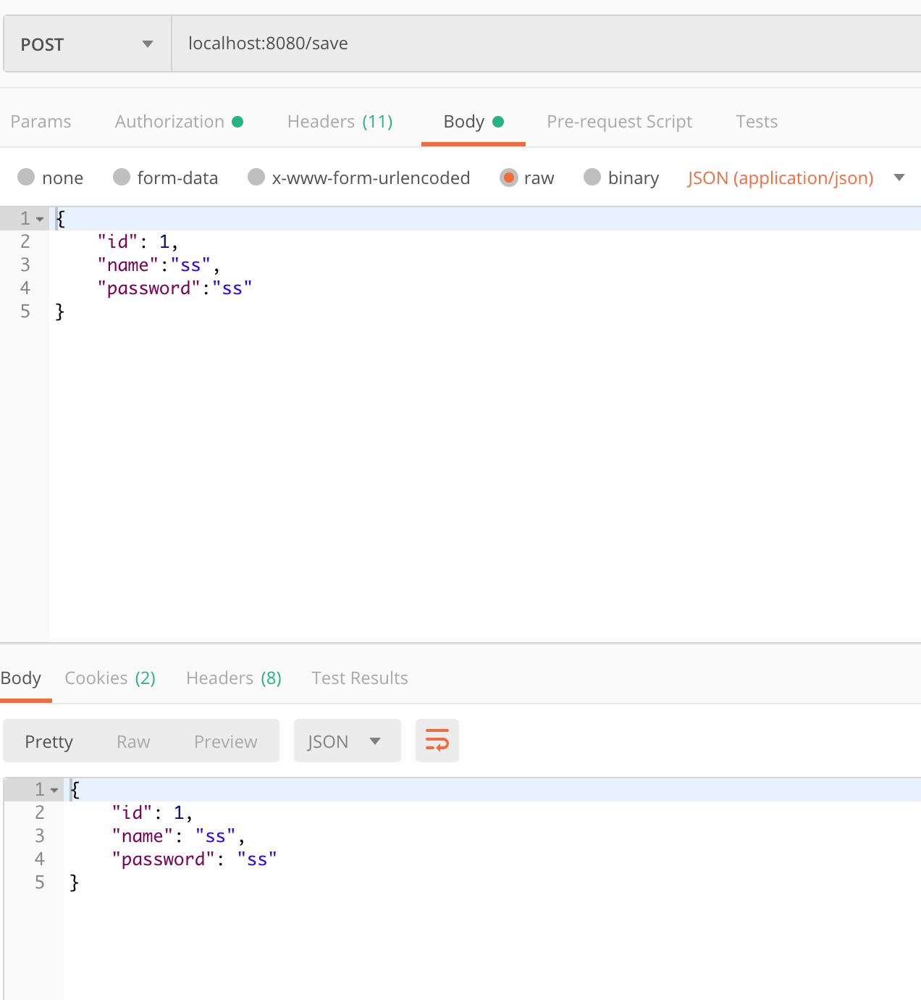 POST localhost:8080/save
Params Authorization Headers (11) Body Pre-request Script Tests
none form-data x-www-form-urlencoded raw binary JSON (application/json)
1 {
2 "id": 1,
3 "name":"ss",
4 "password":"ss"
5 }
Body Cookies (2) Headers (8) Test Results
Pretty Raw Preview JSON
1 {
2 "id": 1,
3 "name": "ss",
4 "password": "ss"
5 }